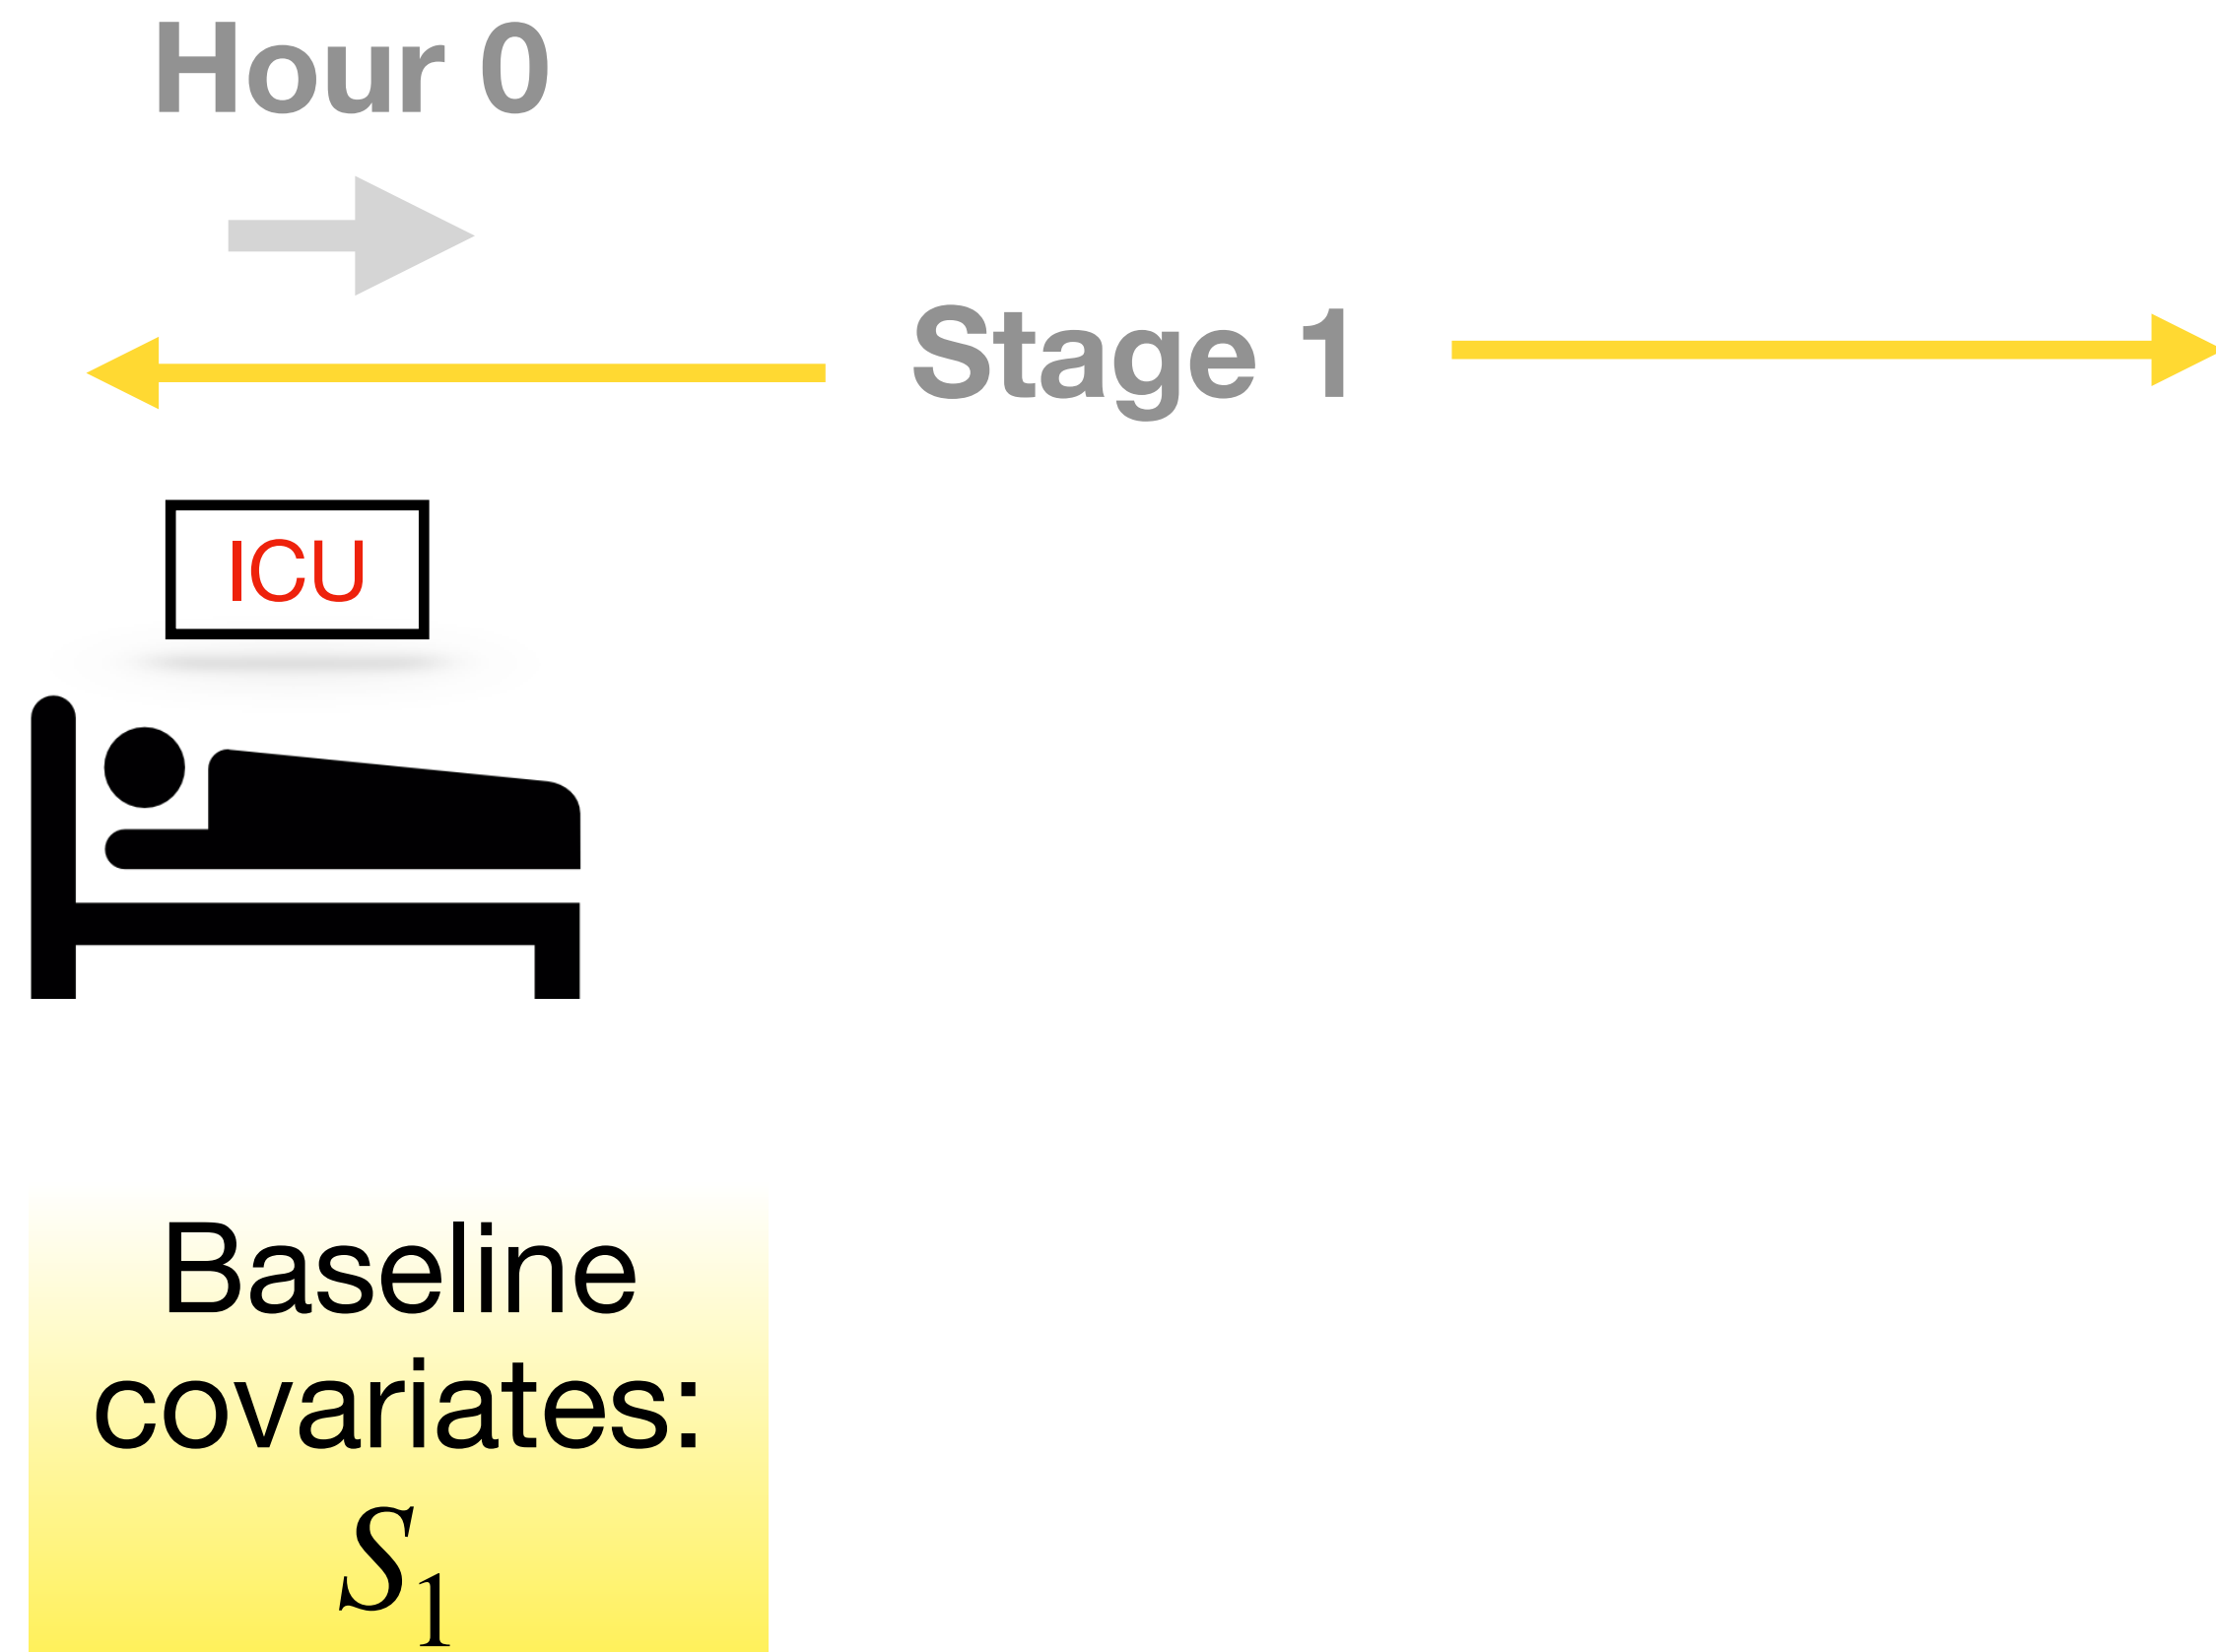 Hour 0
Stage 1
ICU
Baseline
covariates:
S₁